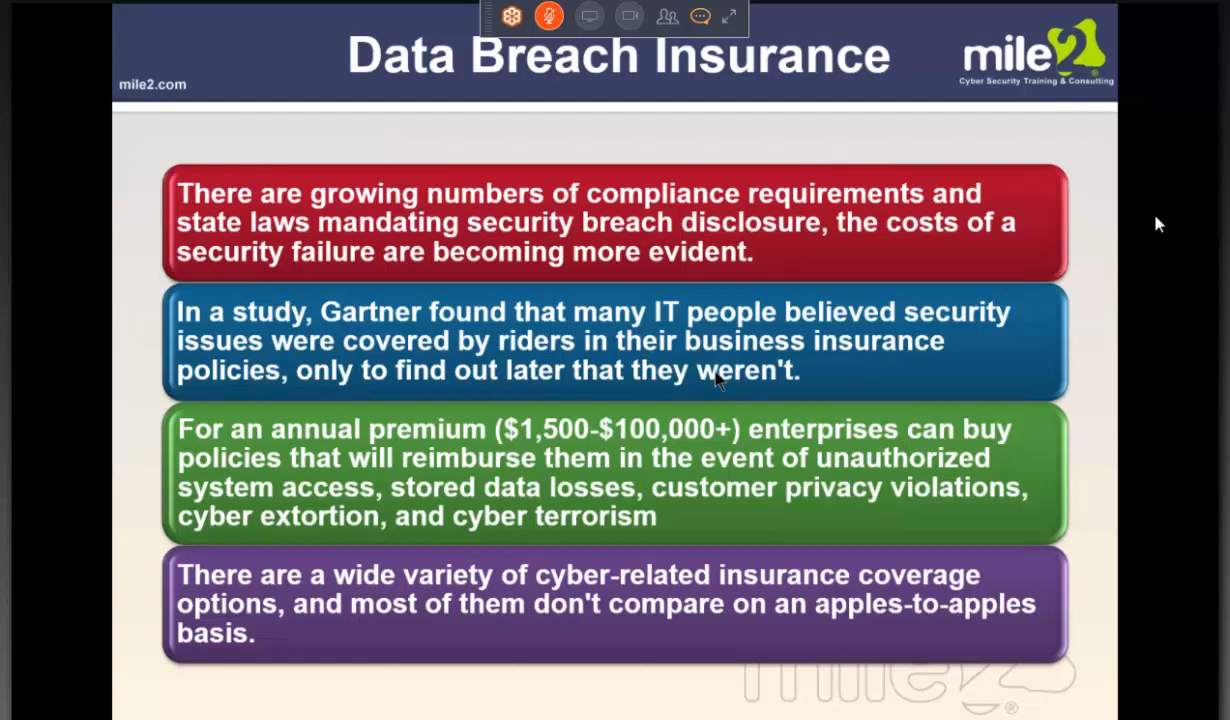 Data Breach Insurance
mile2
®
Cyber Security Training & Consulting
mile2.com
There are growing numbers of compliance requirements and
state laws mandating security breach disclosure, the costs of a
security failure are becoming more evident.
In a study, Gartner found that many IT people believed security
issues were covered by riders in their business insurance
policies, only to find out later that they weren't.
For an annual premium ($1,500-$100,000+) enterprises can buy
policies that will reimburse them in the event of unauthorized
system access, stored data losses, customer privacy violations,
cyber extortion, and cyber terrorism
There are a wide variety of cyber-related insurance coverage
options, and most of them don't compare on an apples-to-apples
basis.
mile2
®